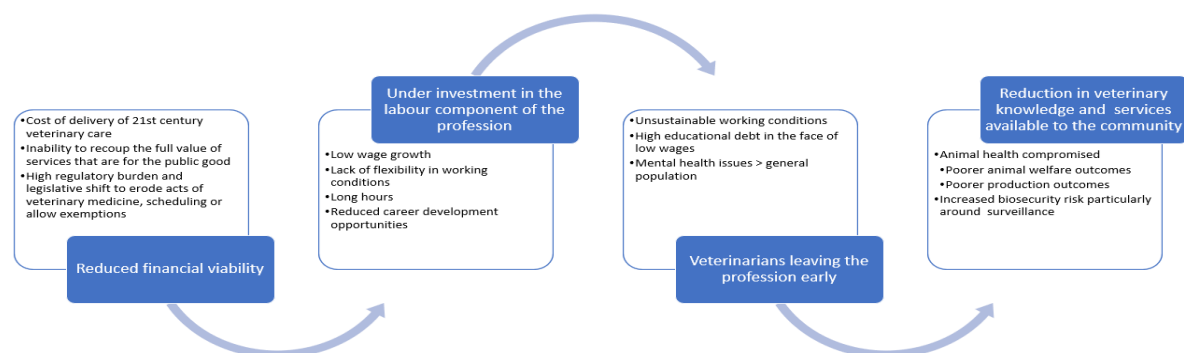 •Cost of delivery of 21st century
veterinary care
•Inability to recoup the full value of
services that are for the public good
•High regulatory burden and
legislative shift to erode acts of
veterinary medicine, scheduling or
allow exemptions
Reduced financial viability
Under investment in the
labour component of the
profession
•Low wage growth
•Lack of flexibility in working
conditions
•Long hours
•Reduced career development
opportunities
•Unsustainable working conditions
•High educational debt in the face of
low wages
•Mental health issues > general
population
Veterinarians leaving the
profession early
Reduction in veterinary
knowledge and services
available to the community
•Animal health compromised
•Poorer animal welfare outcomes
•Poorer production outcomes
•Increased biosecurity risk particularly
around surveillance